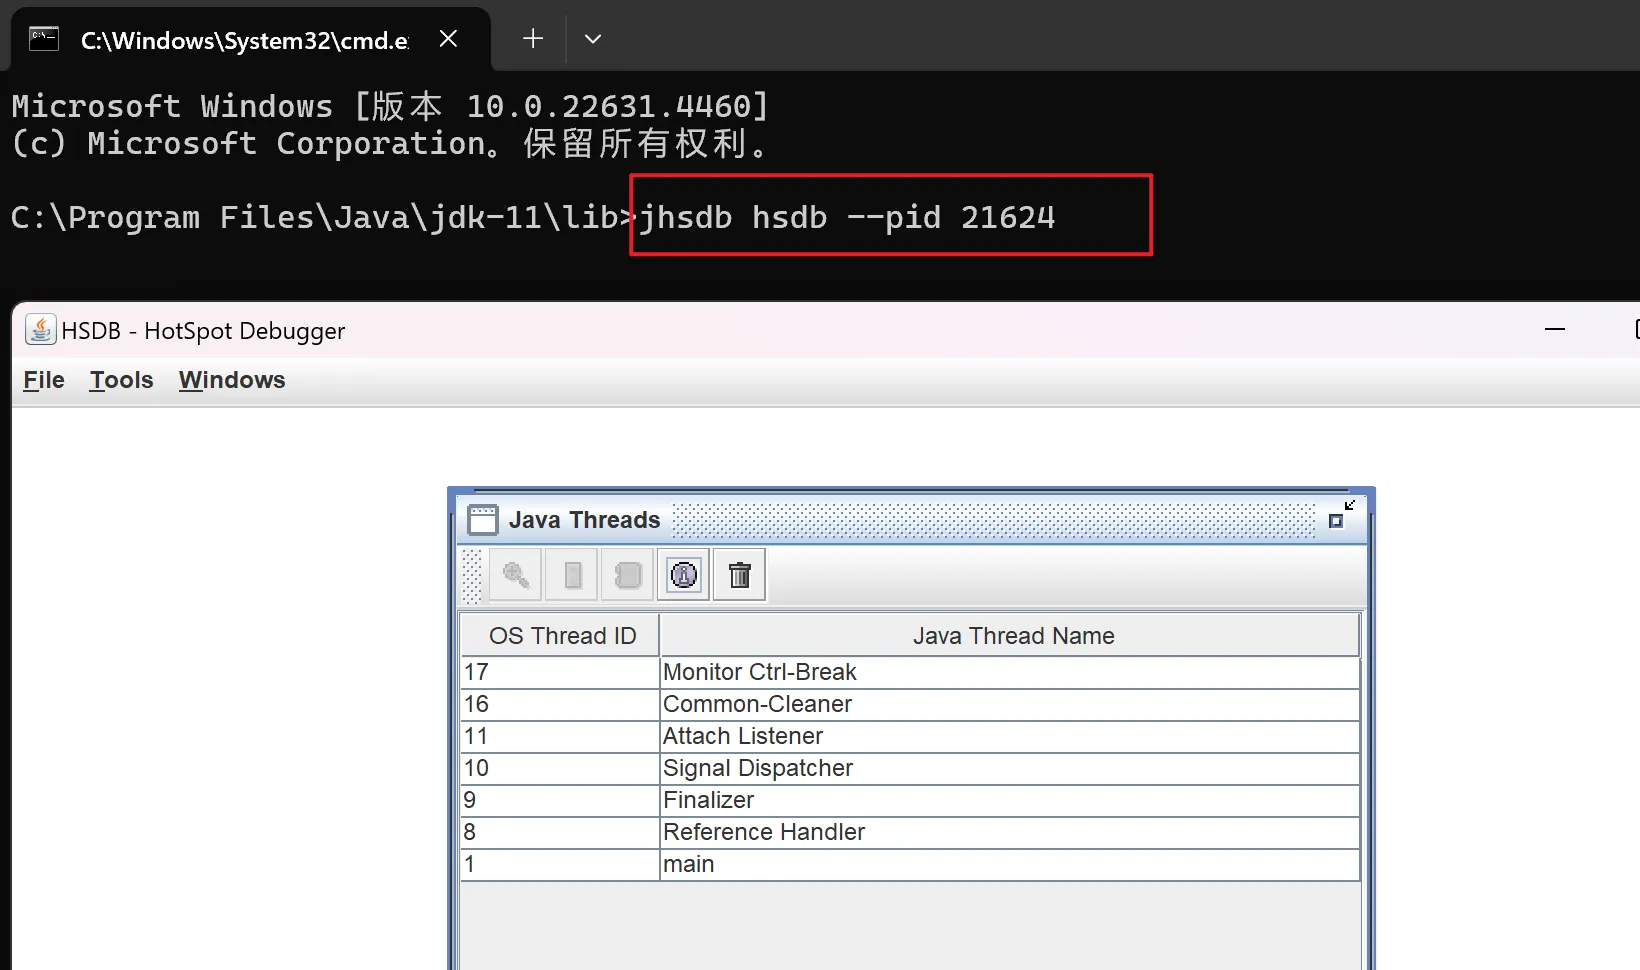 C:\Windows\System32\cmd.e
Microsoft Windows [版本 10.0.22631.4460]
(c) Microsoft Corporation。保留所有权利。
C:\Program Files\Java\jdk-11\lib>jhsdb hsdb --pid 21624
HSDB - HotSpot Debugger
File Tools Windows
Java Threads
OS Thread ID Java Thread Name
17 Monitor Ctrl-Break
16 Common-Cleaner
11 Attach Listener
10 Signal Dispatcher
9 Finalizer
8 Reference Handler
1 main